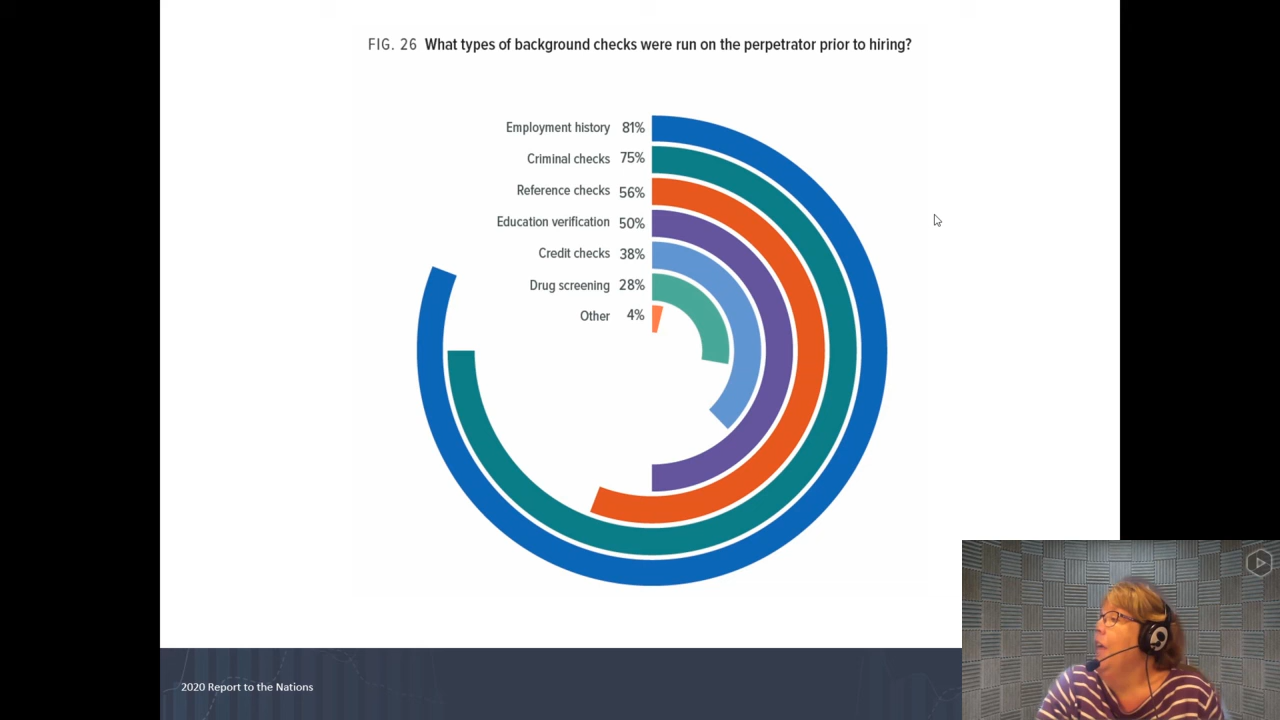 FIG. 26 What types of background checks were run on the perpetrator prior to hiring?
Employment history 81%
Criminal checks 75%
Reference checks 56%
Education verification 50%
Credit checks 38%
Drug screening 28%
Other 4%
2020 Report to the Nations